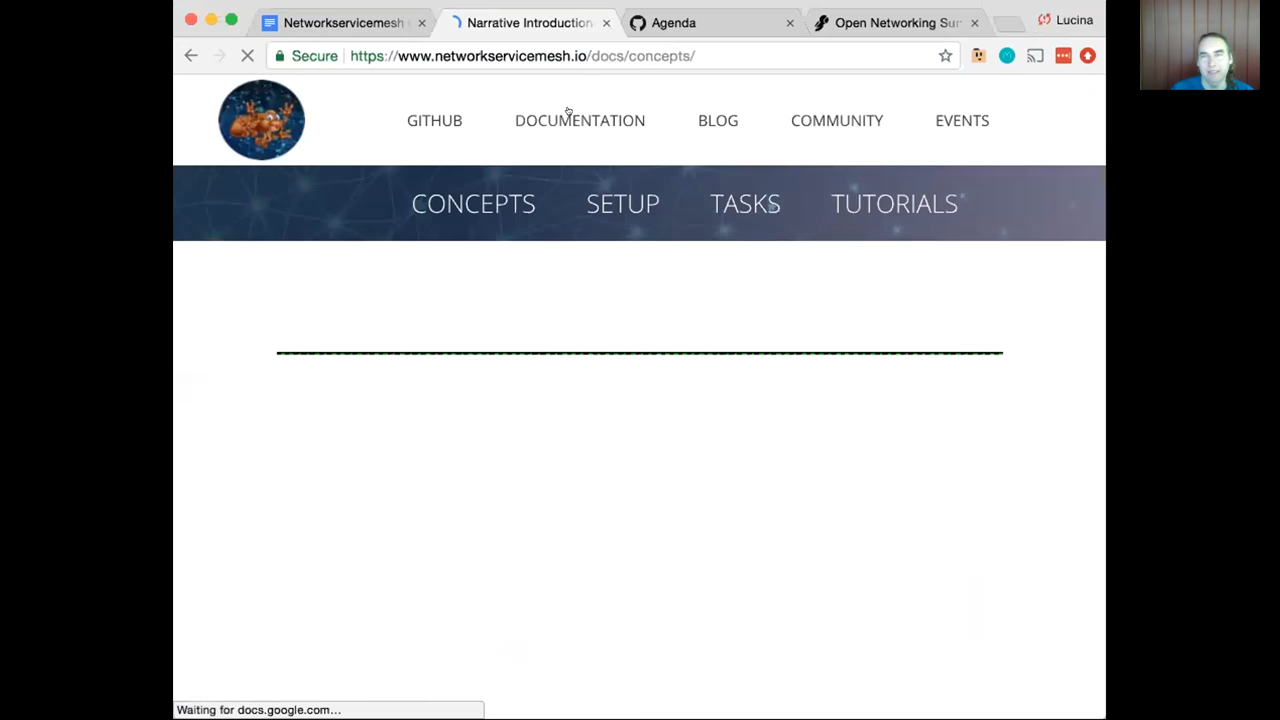 Networkservicemesh
Narrative Introduction
Agenda
Open Networking Sur
Lucina
Secure
https://www.networkservicemesh.io/docs/concepts/
GITHUB
DOCUMENTATION
BLOG
COMMUNITY
EVENTS
CONCEPTS
SETUP
TASKS
TUTORIALS
Waiting for docs.google.com...